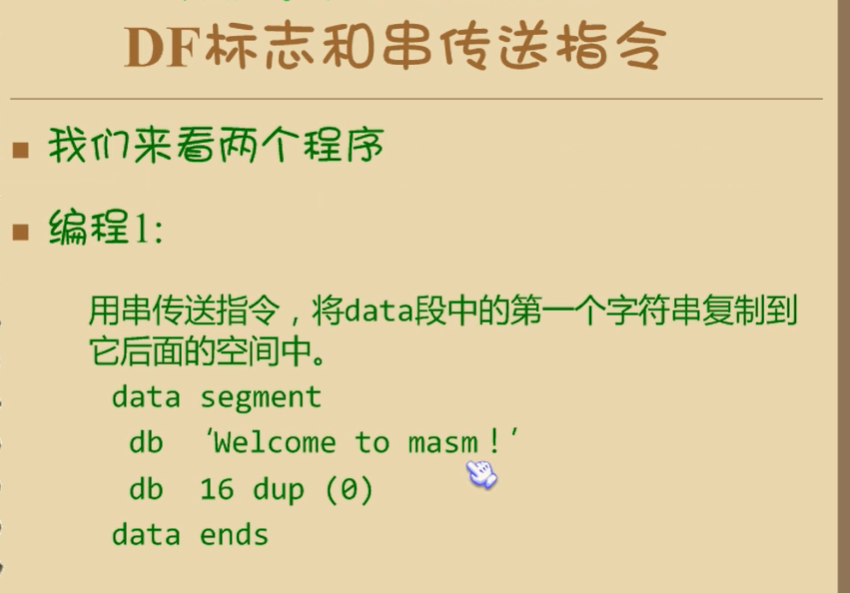 DF标志和串传送指令
我们来看两个程序
编程1:
用串传送指令，将data段中的第一个字符串复制到
它后面的空间中。
data segment
db ‘Welcome to masm！’
db 16 dup (0)
data ends